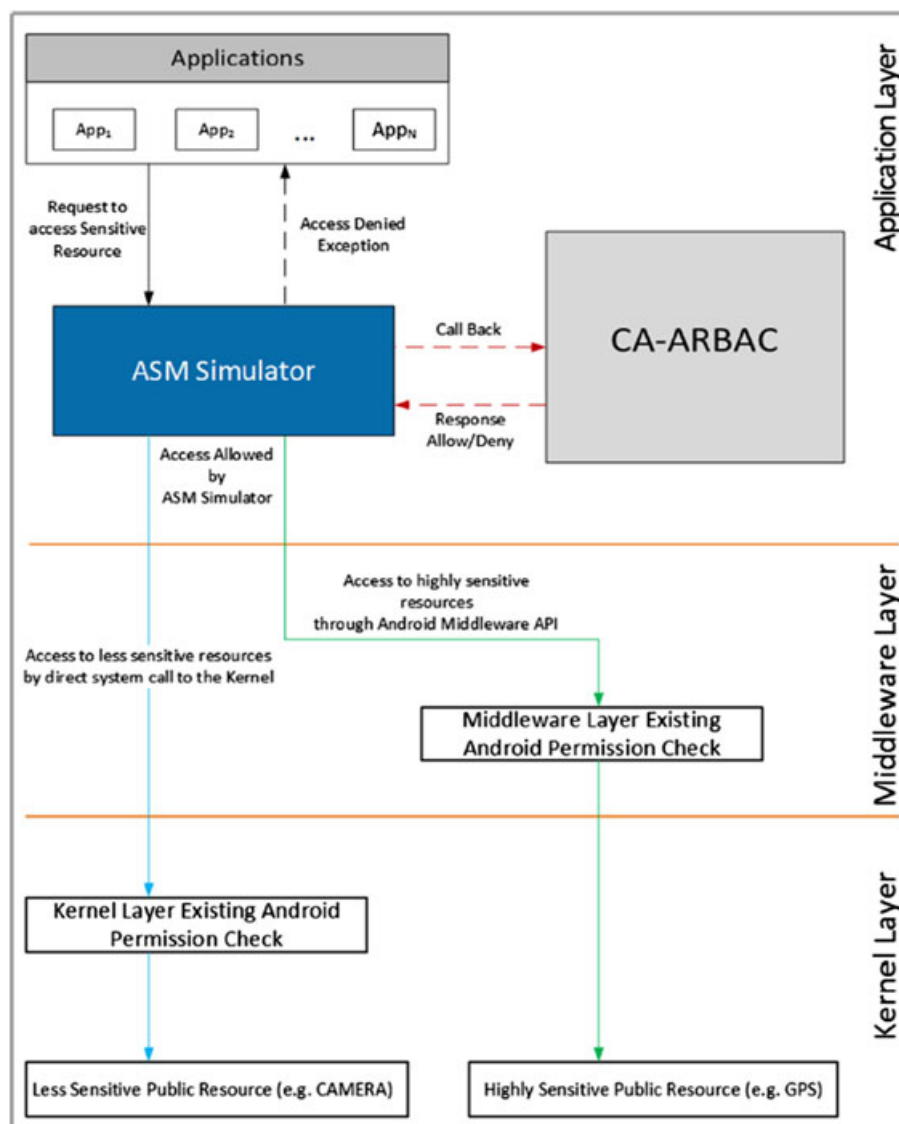 Applications
App₁
App₂
...
Appₙ
Application Layer
Request to
access Sensitive
Resource
Access Denied
Exception
Call Back
CA-ARBAC
ASM Simulator
Response
Allow/Deny
Access Allowed
by
ASM Simulator
Middleware Layer
Access to highly sensitive
resources
through Android Middleware API
Access to less sensitive resources
by direct system call to the Kernel
Middleware Layer Existing
Android Permission Check
Kernel Layer
Kernel Layer Existing Android
Permission Check
Less Sensitive Public Resource (e.g. CAMERA)
Highly Sensitive Public Resource (e.g. GPS)